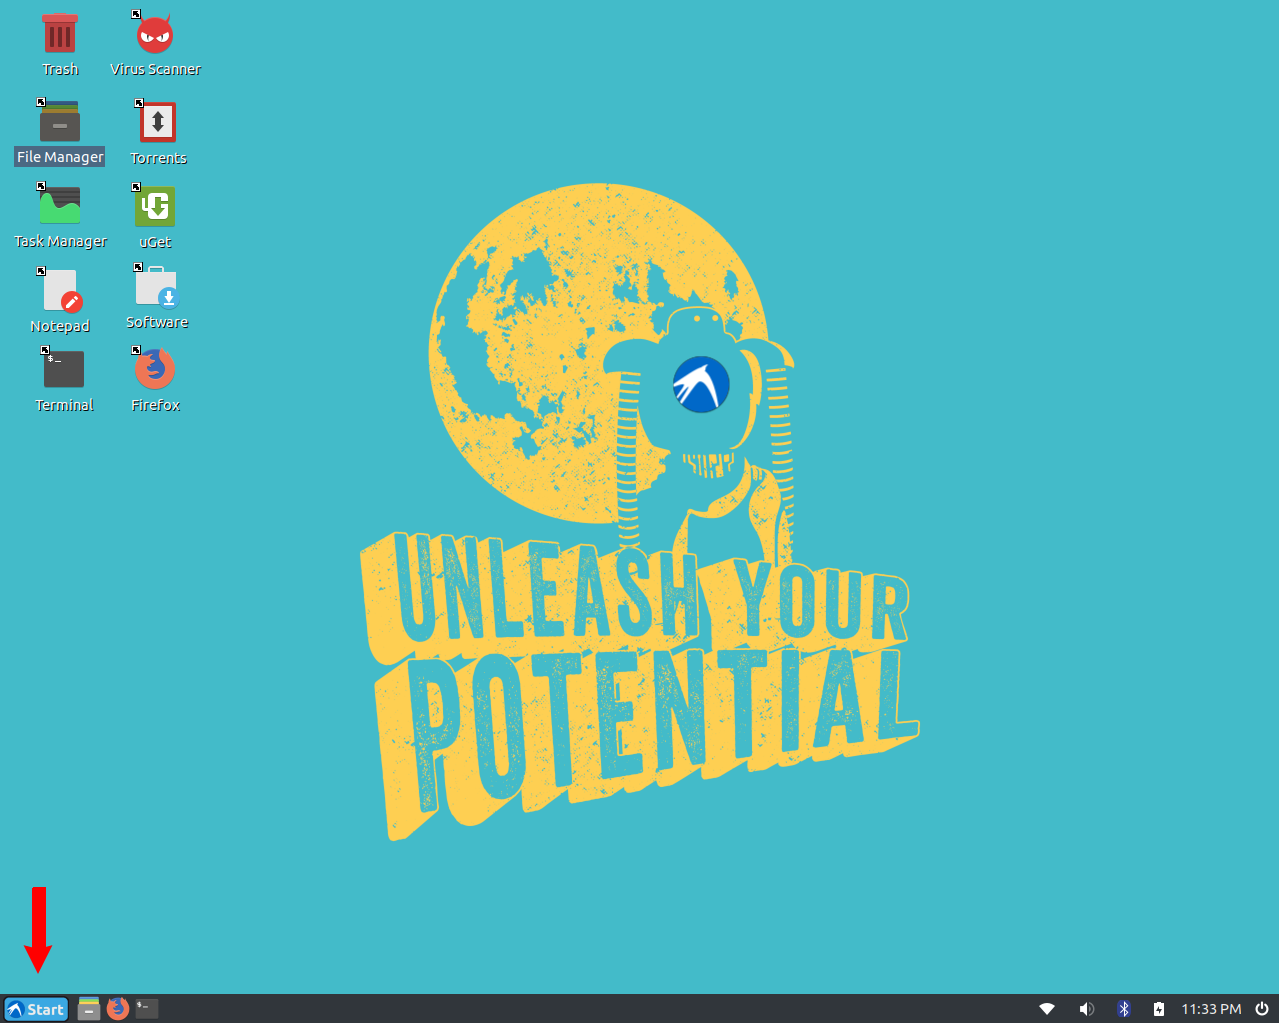 Trash
Virus Scanner
File Manager
Torrents
Task Manager
uGet
Notepad
Software
$_
Terminal
Firefox
UNLEASH YOUR
POTENTIAL
Start
$_
11:33 PM